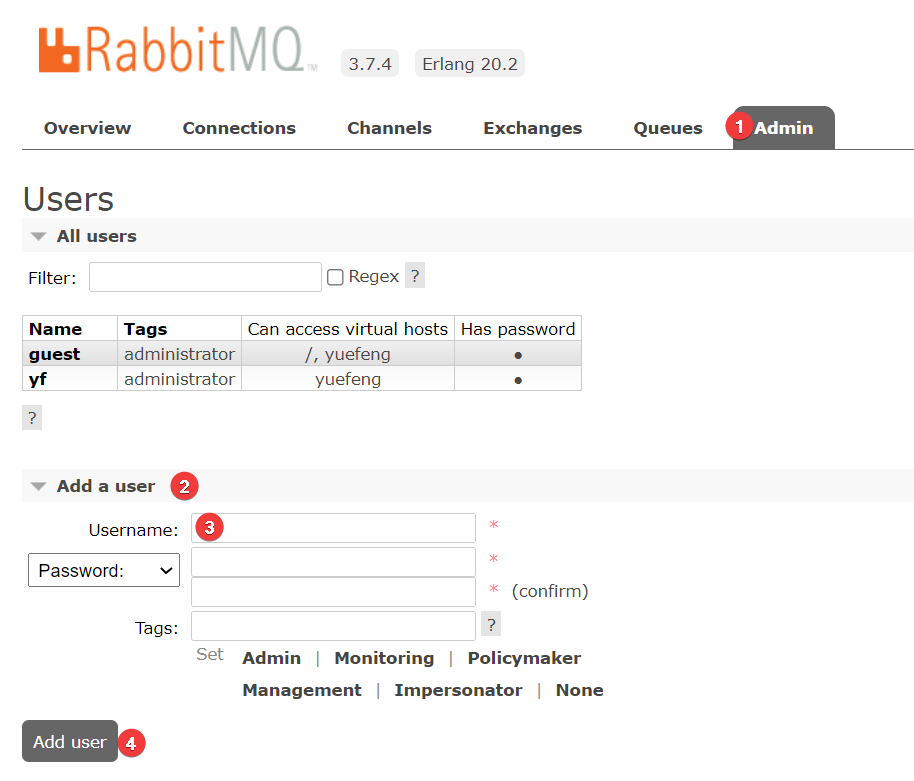 RabbitMQ TM 3.7.4 Erlang 20.2
Overview Connections Channels Exchanges Queues 1 Admin
Users
All users
Filter: Regex ?
Name Tags Can access virtual hosts Has password
guest administrator /, yuefeng ●
yf administrator yuefeng ●
?
Add a user 2
Username: 3 *
Password: *
* (confirm)
Tags: ?
Set Admin | Monitoring | Policymaker
Management | Impersonator | None
Add user 4